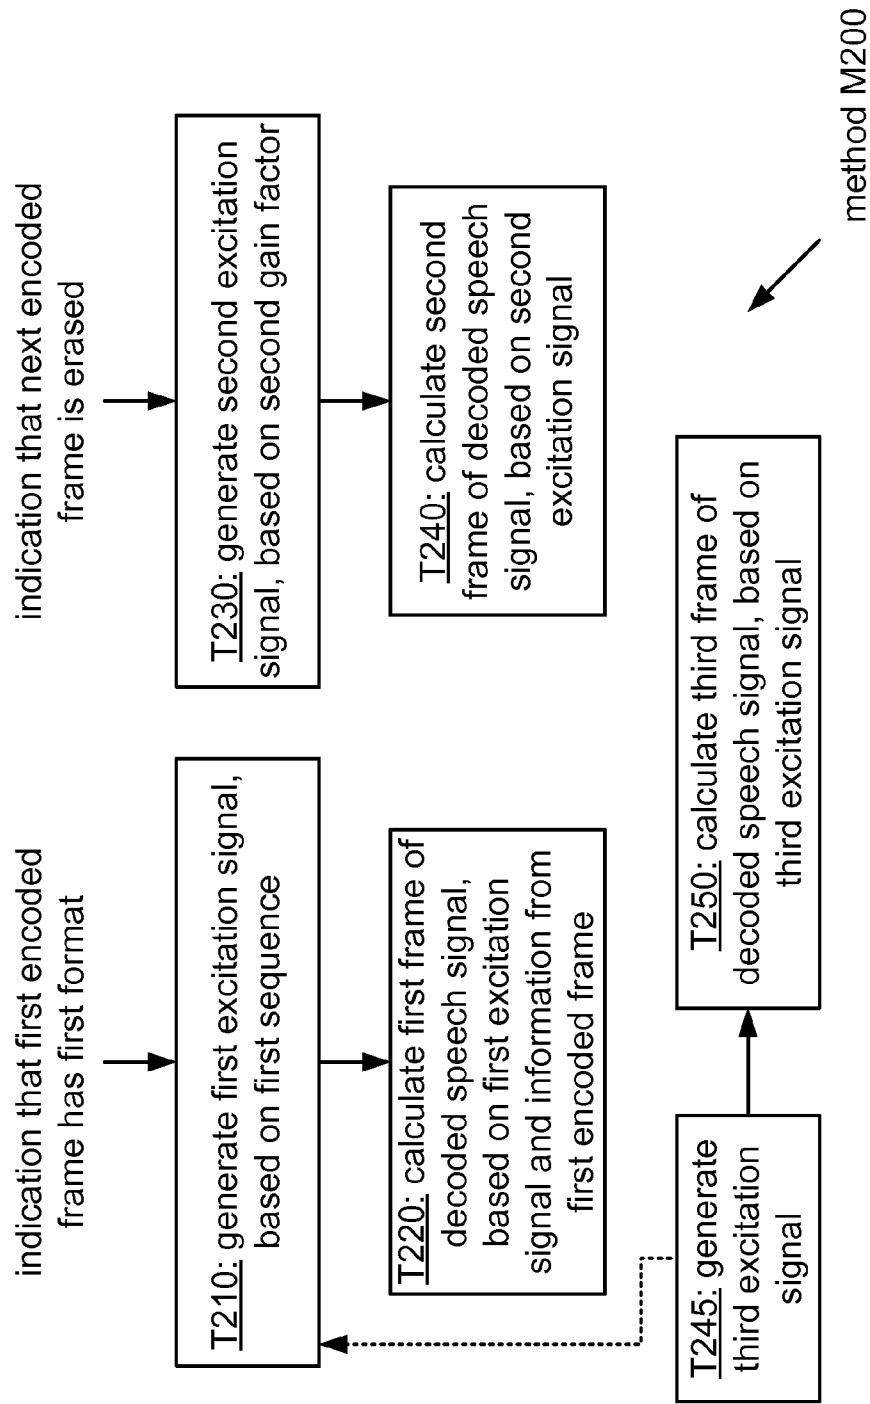 indication that first encoded
frame has first format
T210: generate first excitation signal,
based on first sequence
T220: calculate first frame of
decoded speech signal,
based on first excitation
signal and information from
first encoded frame
indication that next encoded
frame is erased
T230: generate second excitation
signal, based on second gain factor
T240: calculate second
frame of decoded speech
signal, based on second
excitation signal
T245: generate
third excitation
signal
T250: calculate third frame of
decoded speech signal, based on
third excitation signal
method M200